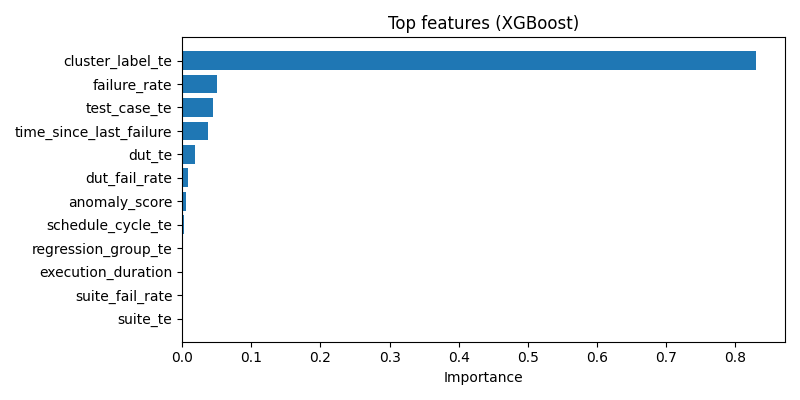 Top features (XGBoost)
cluster_label_te
failure_rate
test_case_te
time_since_last_failure
dut_te
dut_fail_rate
anomaly_score
schedule_cycle_te
regression_group_te
execution_duration
suite_fail_rate
suite_te
0.0 0.1 0.2 0.3 0.4 0.5 0.6 0.7 0.8
Importance